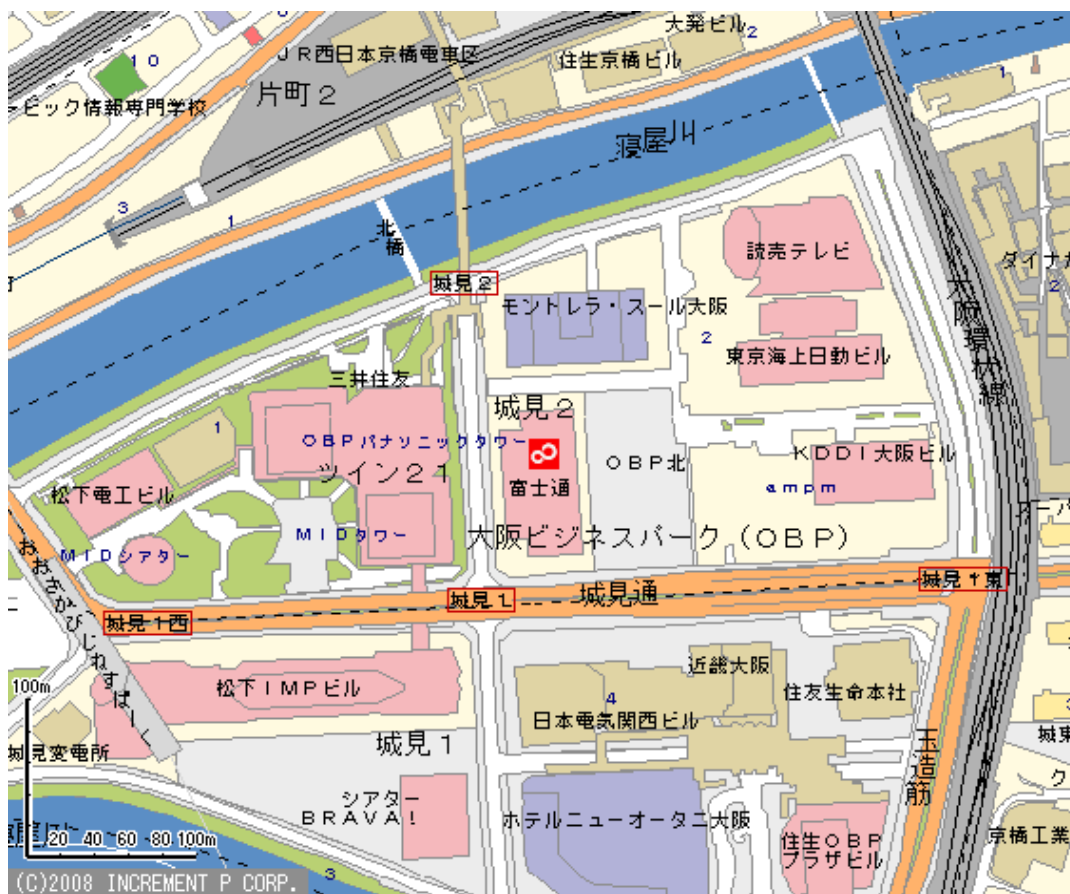 大発ビル
2
JR西日本京橋電車区
住生京橋ビル
10
片町2
ービック情報専門学校
1
寝屋川
3
1
北橋
読売テレビ
ダイナガ
城見2
大阪環状線
2
モントレラ・スール大阪
2
東京海上日動ビル
三井住友
城見2
1
OBPパナソニックタワー
ツイン21
OBP北
KDDI大阪ビル
松下電工ビル
富士通
ampm
MIDタワー
大阪ビジネスパーク(OBP)
MIDシアター
おおさかびじねすぱーく
城見1東
城見1
城見通
城見1西
近畿大阪
松下IMPビル
住友生命本社
100m
4
日本電気関西ビル
城見1
城東
城見変電所
玉造筋
シアター
BRAVA!
ホテルニューオータニ大阪
20 40 60 80 100m
住生OBP
プラザビル
京橋工業
3
(C)2008 INCREMENT P CORP.